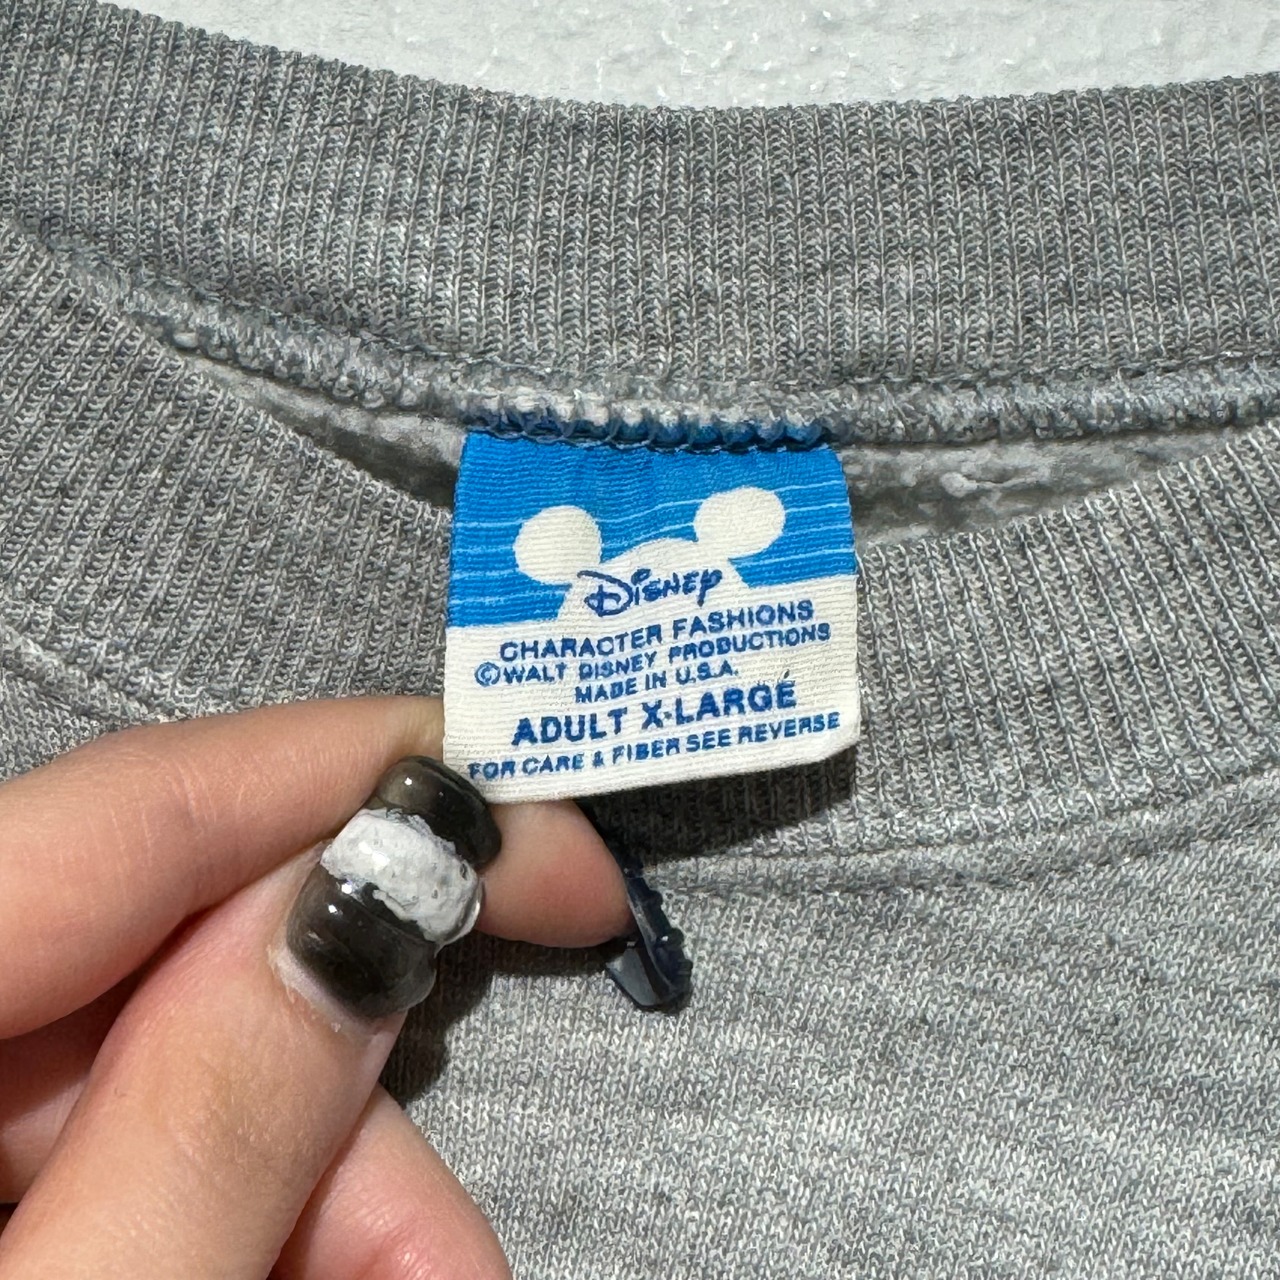 Disney
CHARACTER FASHIONS
©WALT DISNEY PRODUCTIONS
MADE IN U.S.A.
ADULT X-LARGE
FOR CARE & FIBER SEE REVERSE